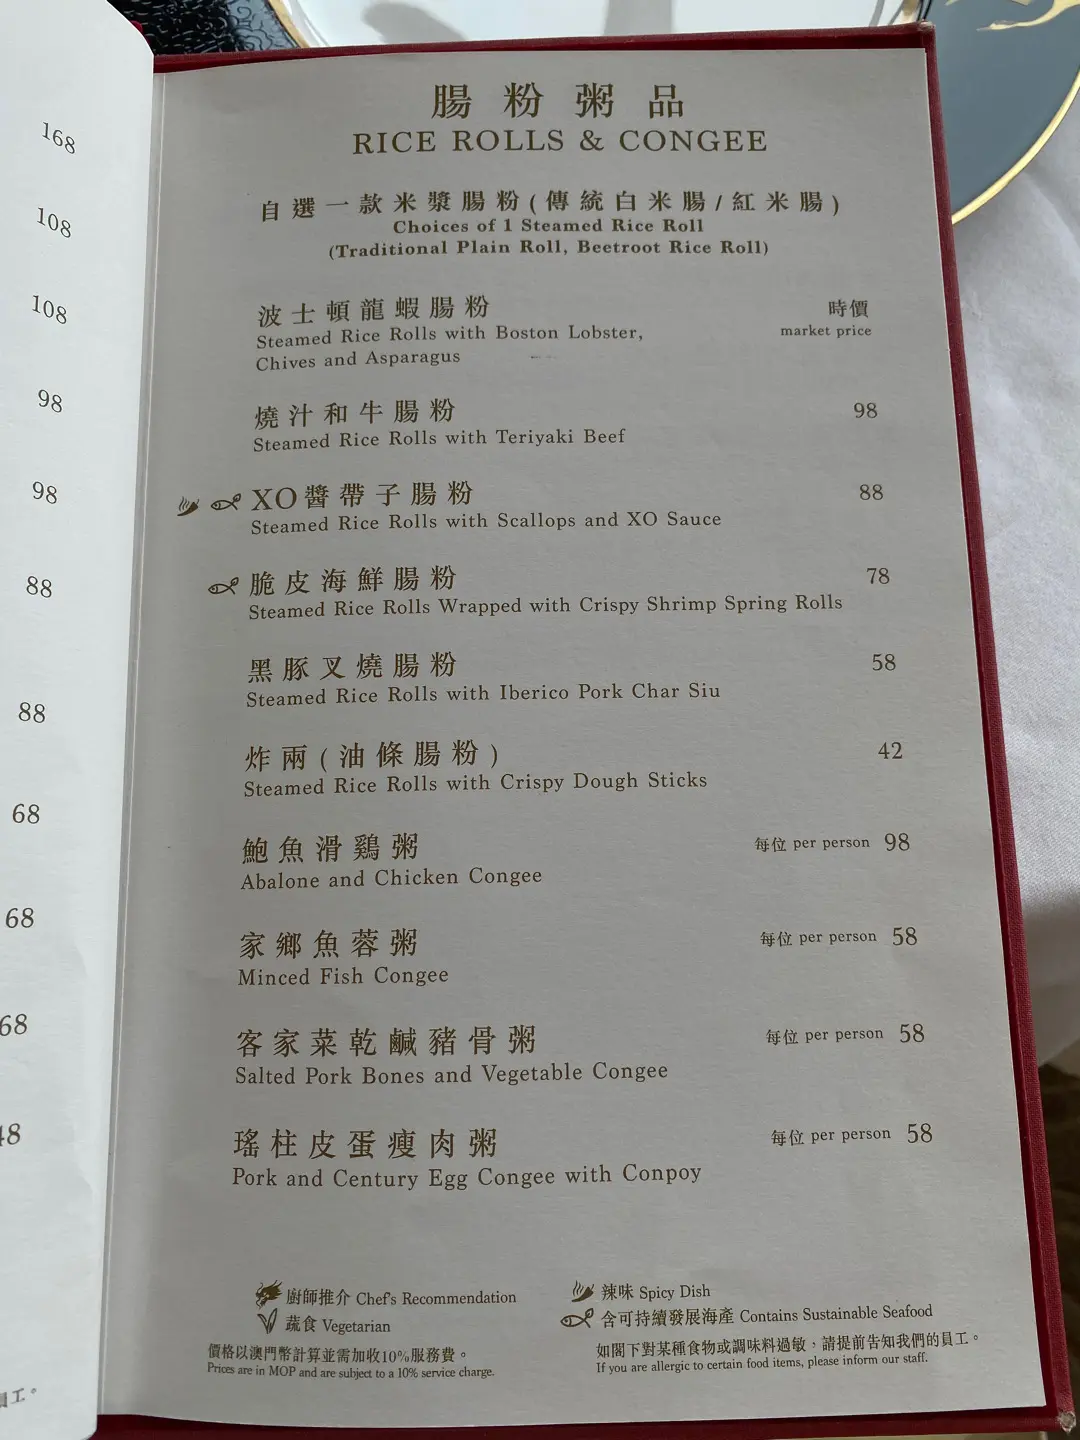 168
108
108
98
98
88
88
68
68
68
48
腸粉粥品
RICE ROLLS & CONGEE
自選一款米漿腸粉(傳統白米腸/紅米腸)
Choices of 1 Steamed Rice Roll
(Traditional Plain Roll, Beetroot Rice Roll)
波士頓龍蝦腸粉 時價
Steamed Rice Rolls with Boston Lobster, market price
Chives and Asparagus
燒汁和牛腸粉 98
Steamed Rice Rolls with Teriyaki Beef
XO醬帶子腸粉 88
Steamed Rice Rolls with Scallops and XO Sauce
脆皮海鮮腸粉 78
Steamed Rice Rolls Wrapped with Crispy Shrimp Spring Rolls
黑豚叉燒腸粉 58
Steamed Rice Rolls with Iberico Pork Char Siu
炸兩(油條腸粉) 42
Steamed Rice Rolls with Crispy Dough Sticks
鮑魚滑鷄粥 每位 per person 98
Abalone and Chicken Congee
家鄉魚蓉粥 每位 per person 58
Minced Fish Congee
客家菜乾鹹豬骨粥 每位 per person 58
Salted Pork Bones and Vegetable Congee
瑤柱皮蛋瘦肉粥 每位 per person 58
Pork and Century Egg Congee with Conpoy
廚師推介 Chef's Recommendation
蔬食 Vegetarian
辣味 Spicy Dish
含可持續發展海產 Contains Sustainable Seafood
價格以澳門幣計算並需加收10%服務費。
Prices are in MOP and are subject to a 10% service charge.
如閣下對某種食物或調味料過敏，請提前告知我們的員工。
If you are allergic to certain food items, please inform our staff.
員工。